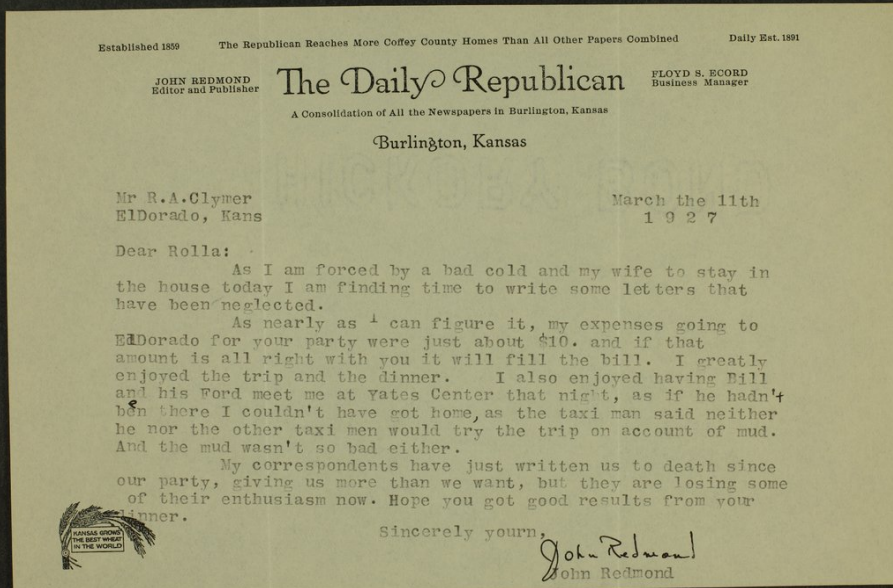 Established 1859
The Republican Reaches More Coffey County Homes Than All Other Papers Combined
Daily Est. 1891
JOHN REDMOND
Editor and Publisher
The Daily Republican
FLOYD S. ECORD
Business Manager
A Consolidation of All the Newspapers in Burlington, Kansas
Burlington, Kansas
Mr R.A.Clymer
March the 11th
ElDorado, Kans
1 9 2 7
Dear Rolla:
As I am forced by a bad cold and my wife to stay in
the house today I am finding time to write some letters that
have been neglected.
As nearly as I can figure it, my expenses going to
ElDorado for your party were just about $10. and if that
amount is all right with you it will fill the bill. I greatly
enjoyed the trip and the dinner. I also enjoyed having Bill
and his Ford meet me at Yates Center that night, as if he hadn't
been there I couldn't have got home, as the taxi man said neither
he nor the other taxi men would try the trip on account of mud.
And the mud wasn't so bad either.
My correspondents have just written us to death since
our party, giving us more than we want, but they are losing some
of their enthusiasm now. Hope you got good results from your
dinner.
Sincerely yourn,
John Redmond
John Redmond
KANSAS GROWS
THE BEST WHEAT
IN THE WORLD